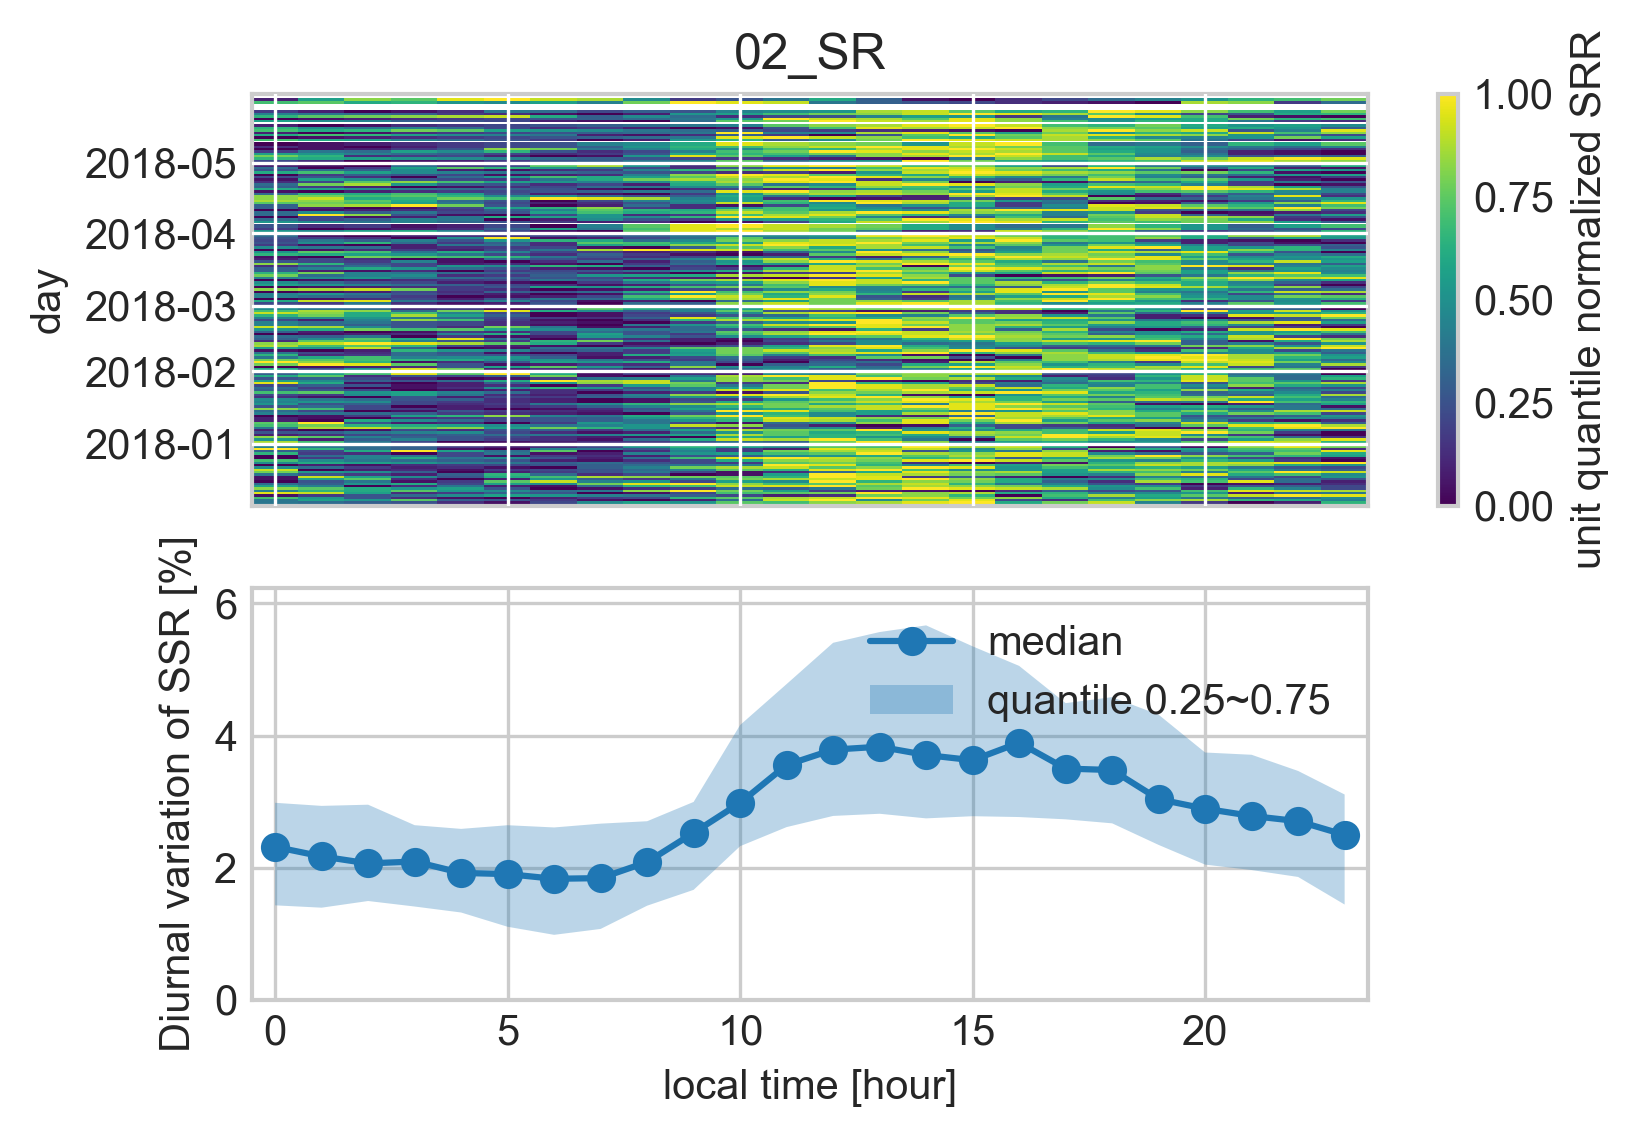 02_SR
day
2018-05
2018-04
2018-03
2018-02
2018-01
1.00
0.75
0.50
0.25
0.00
unit quantile normalized SRR
Diurnal variation of SSR [%]
6
4
2
0
median
quantile 0.25~0.75
0 5 10 15 20
local time [hour]